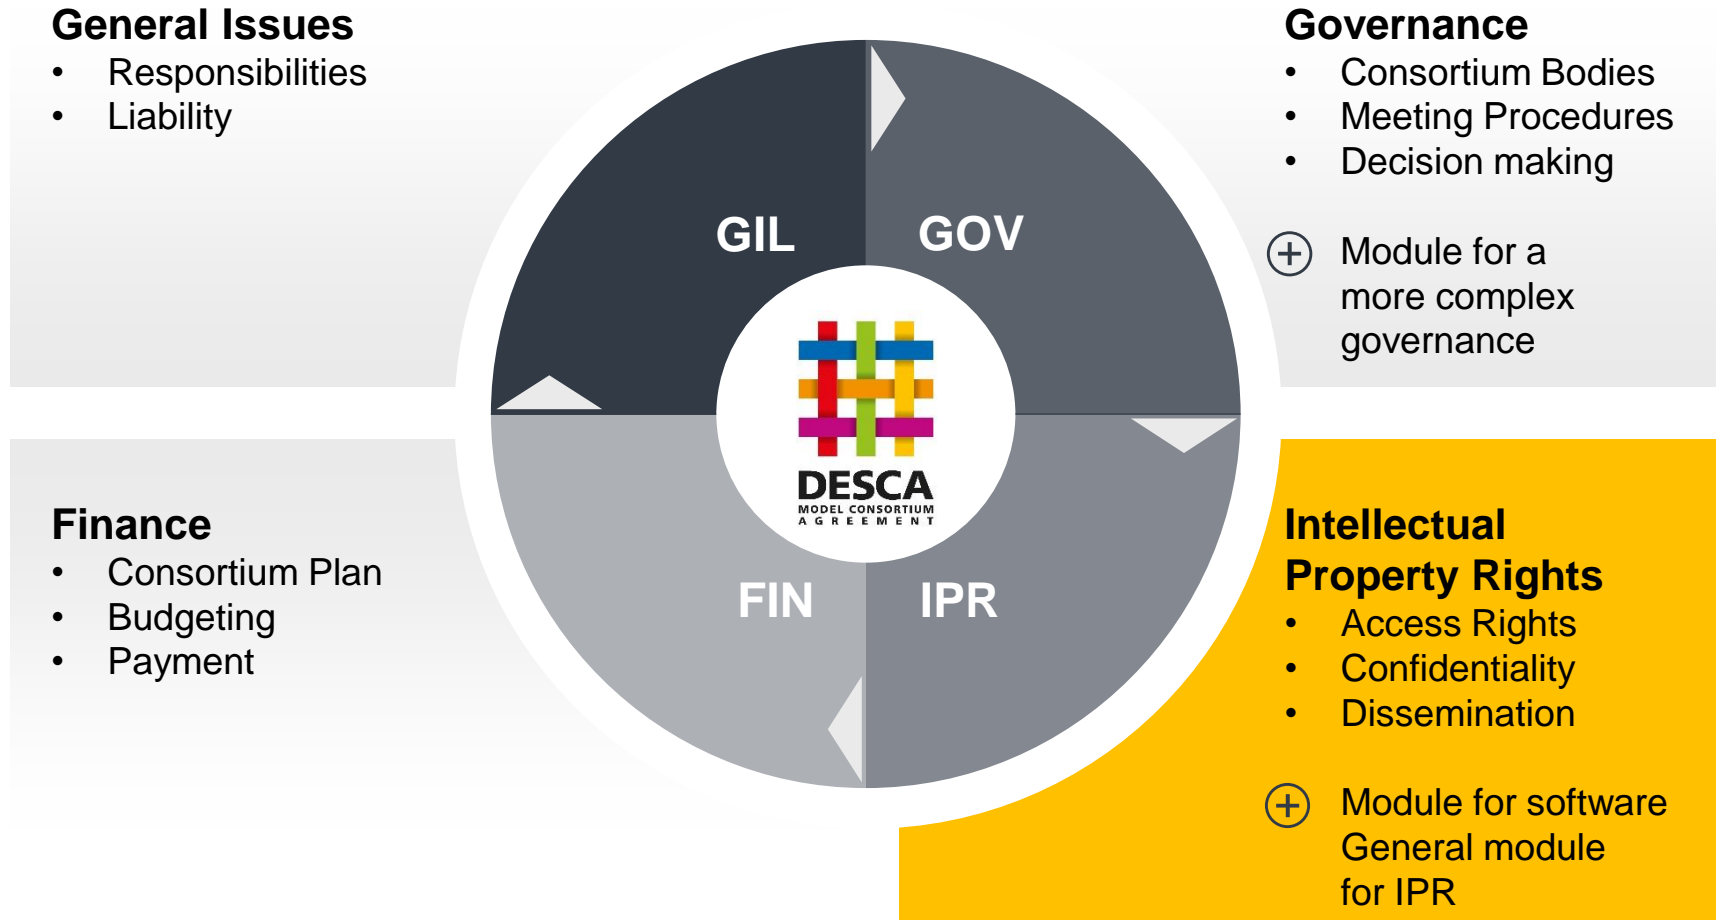 General Issues
• Responsibilities
• Liability
Governance
• Consortium Bodies
• Meeting Procedures
• Decision making
Module for a
more complex
governance
GIL
GOV
DESCA
MODEL CONSORTIUM
AGREEMENT
FIN
IPR
Finance
• Consortium Plan
• Budgeting
• Payment
Intellectual
Property Rights
• Access Rights
• Confidentiality
• Dissemination
Module for software
General module
for IPR